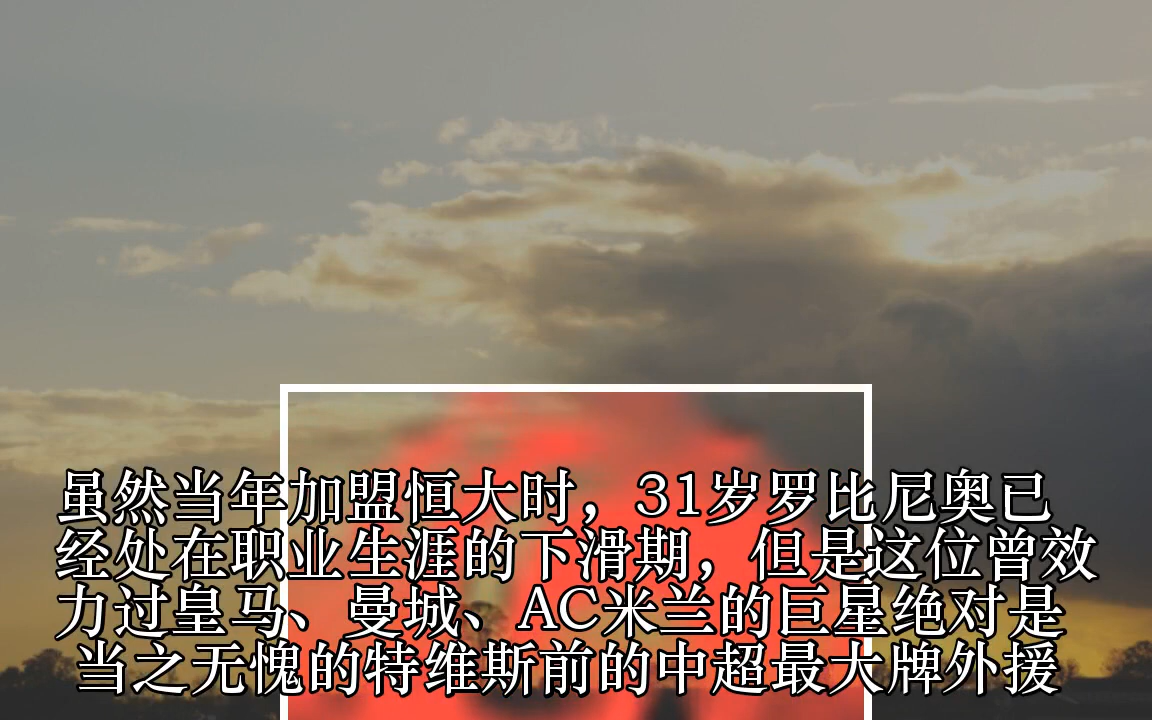 虽然当年加盟恒大时，31岁罗比尼奥已
经处在职业生涯的下滑期，但是这位曾效
力过皇马、曼城、AC米兰的巨星绝对是
当之无愧的特维斯前的中超最大牌外援